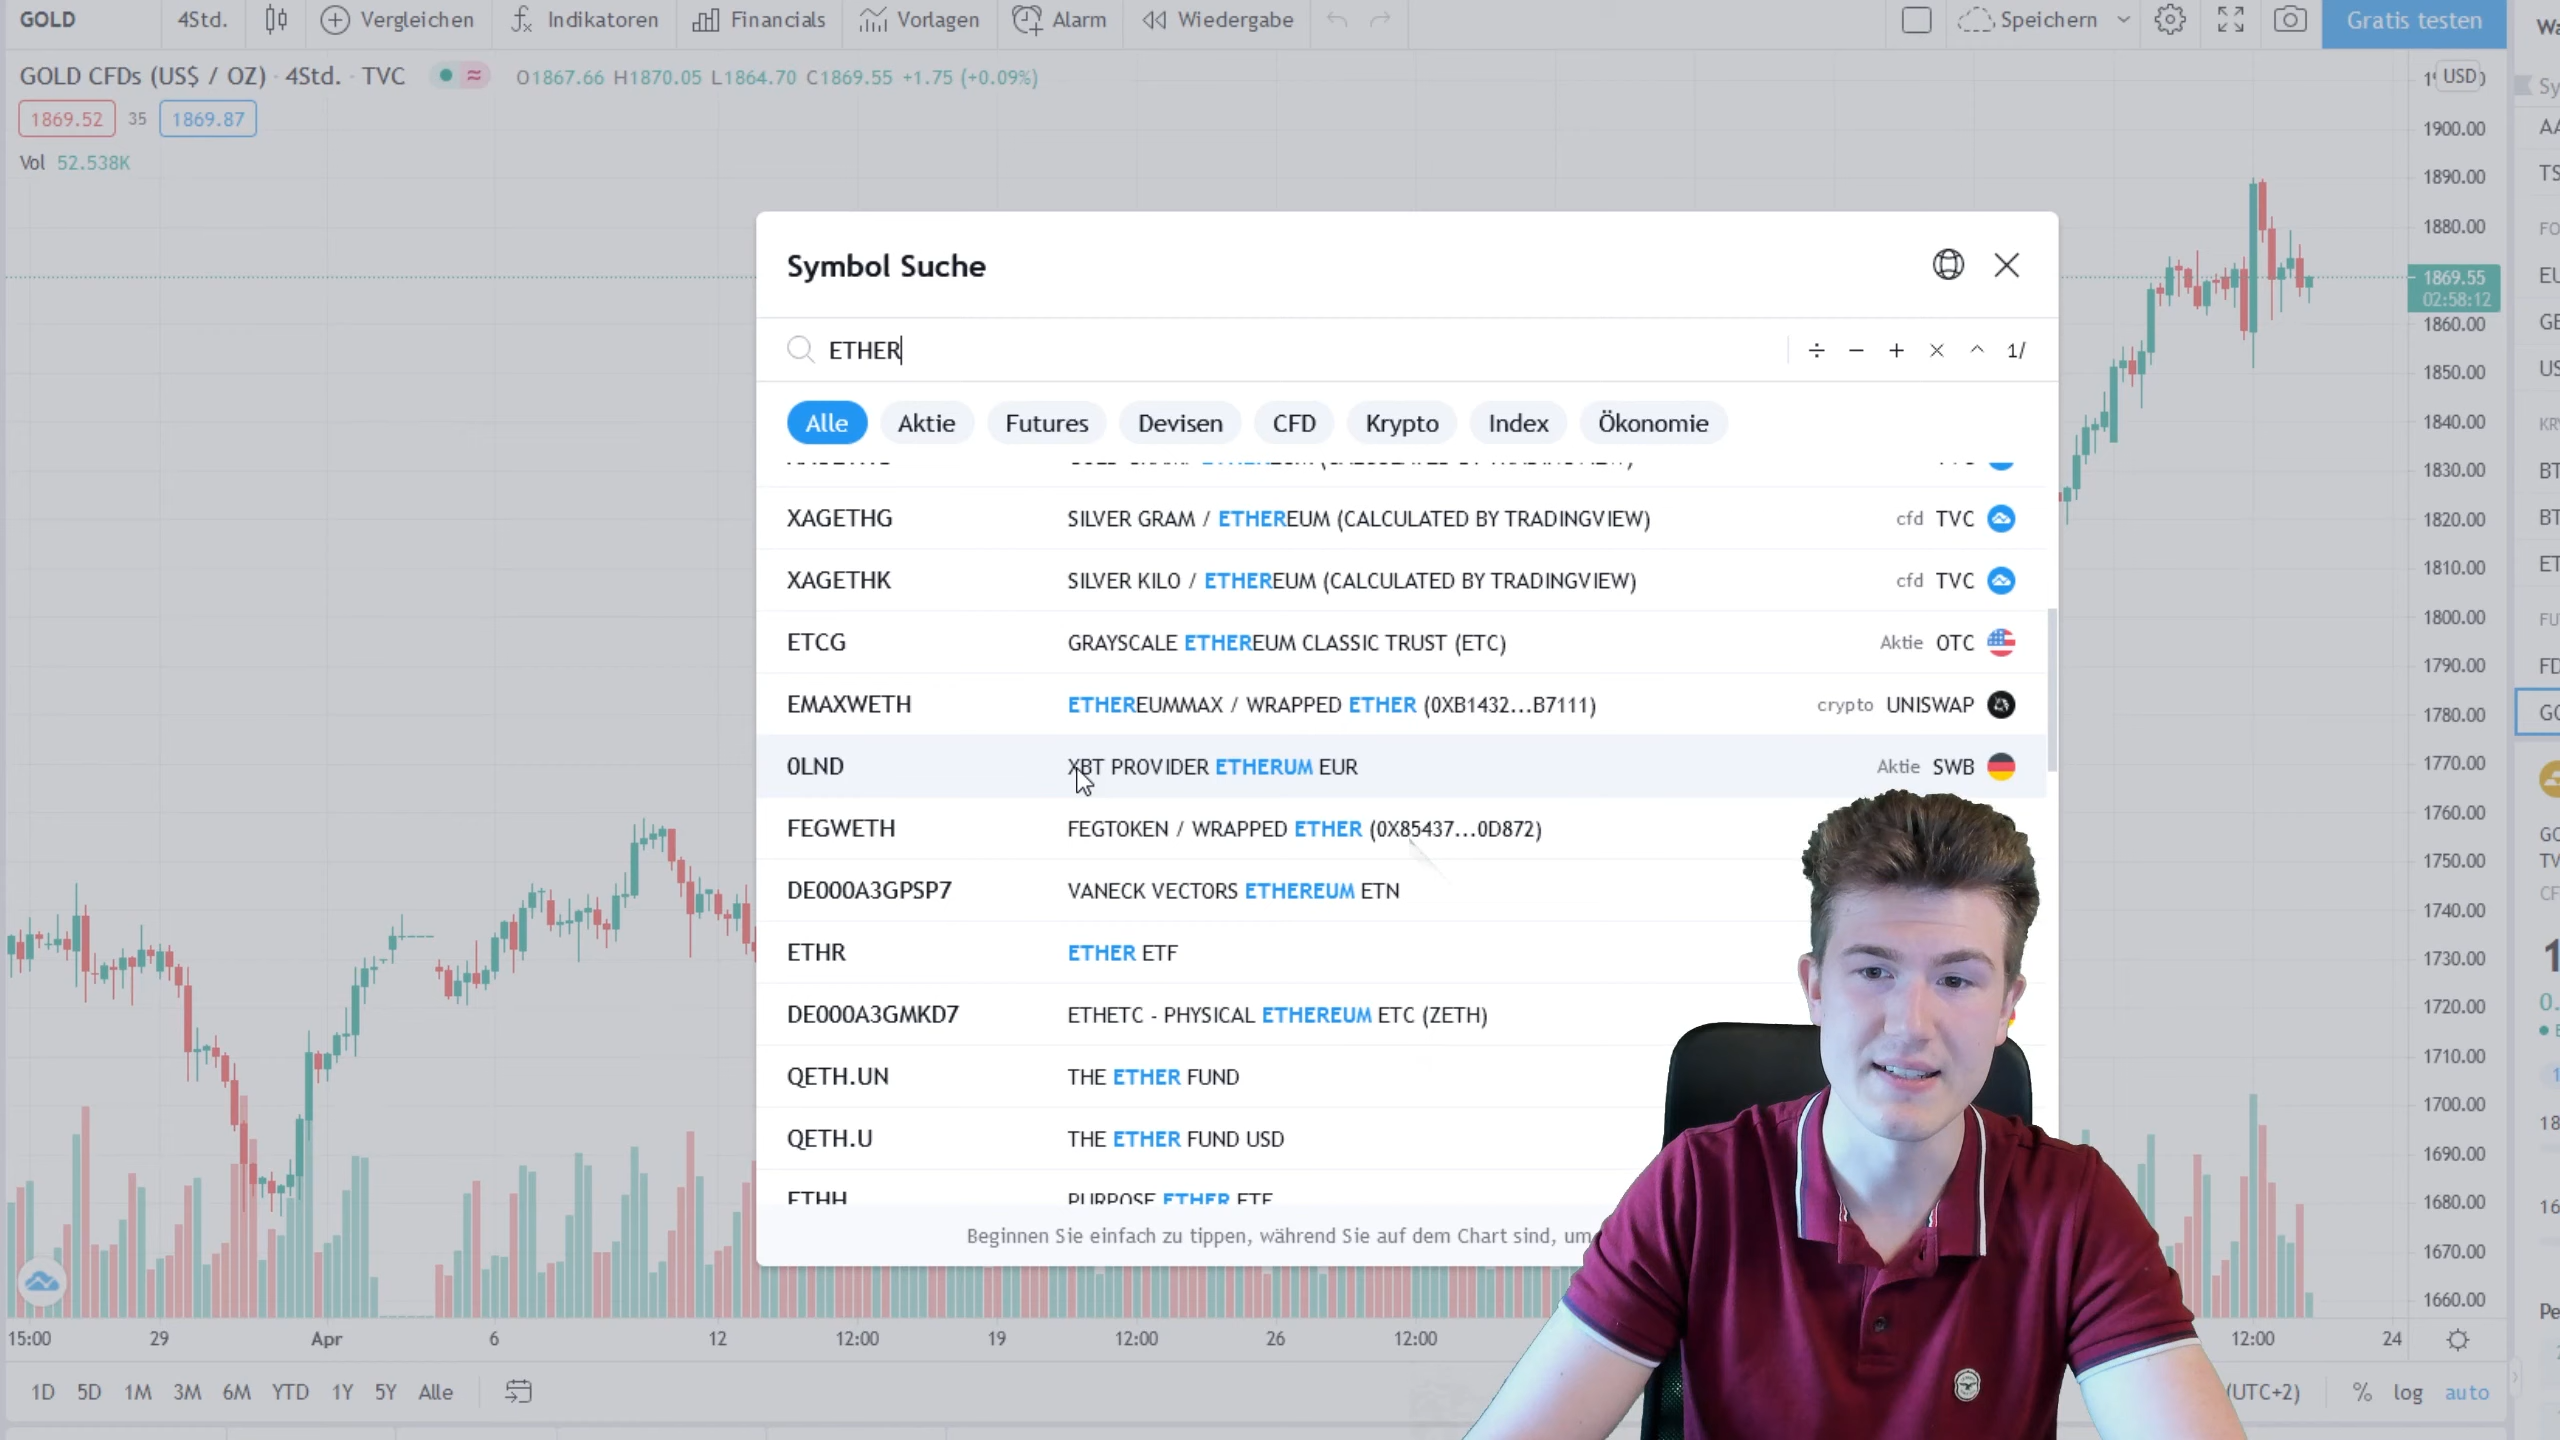 GOLD 4Std. Vergleichen Indikatoren Financials Vorlagen Alarm Wiedergabe Speichern Gratis testen
GOLD CFDs (US$ / OZ) · 4Std. · TVC O1867.66 H1870.05 L1864.70 C1869.55 +1.75 (+0.09%)
USD
1869.52 35 1869.87
Vol 52.538K
1900.00
1890.00
1880.00
1869.55
02:58:12
1860.00
1850.00
1840.00
1830.00
1820.00
1810.00
1800.00
1790.00
1780.00
1770.00
1760.00
1750.00
1740.00
1730.00
1720.00
1710.00
1700.00
1690.00
1680.00
1670.00
1660.00
Symbol Suche
ETHER ÷ − + × ^ 1/
Alle Aktie Futures Devisen CFD Krypto Index Ökonomie
XAGETHG SILVER GRAM / ETHEREUM (CALCULATED BY TRADINGVIEW) cfd TVC
XAGETHK SILVER KILO / ETHEREUM (CALCULATED BY TRADINGVIEW) cfd TVC
ETCG GRAYSCALE ETHEREUM CLASSIC TRUST (ETC) Aktie OTC
EMAXWETH ETHEREUMMAX / WRAPPED ETHER (0XB1432...B7111) crypto UNISWAP
0LND XBT PROVIDER ETHERUM EUR Aktie SWB
FEGWETH FEGTOKEN / WRAPPED ETHER (0X85437...0D872)
DE000A3GPSP7 VANECK VECTORS ETHEREUM ETN
ETHR ETHER ETF
DE000A3GMKD7 ETHETC - PHYSICAL ETHEREUM ETC (ZETH)
QETH.UN THE ETHER FUND
QETH.U THE ETHER FUND USD
ETHH PURPOSE ETHER ETF
Beginnen Sie einfach zu tippen, während Sie auf dem Chart sind, um
15:00 29 Apr 6 12 12:00 19 12:00 26 12:00 12:00 24
1D 5D 1M 3M 6M YTD 1Y 5Y Alle (UTC+2) % log auto